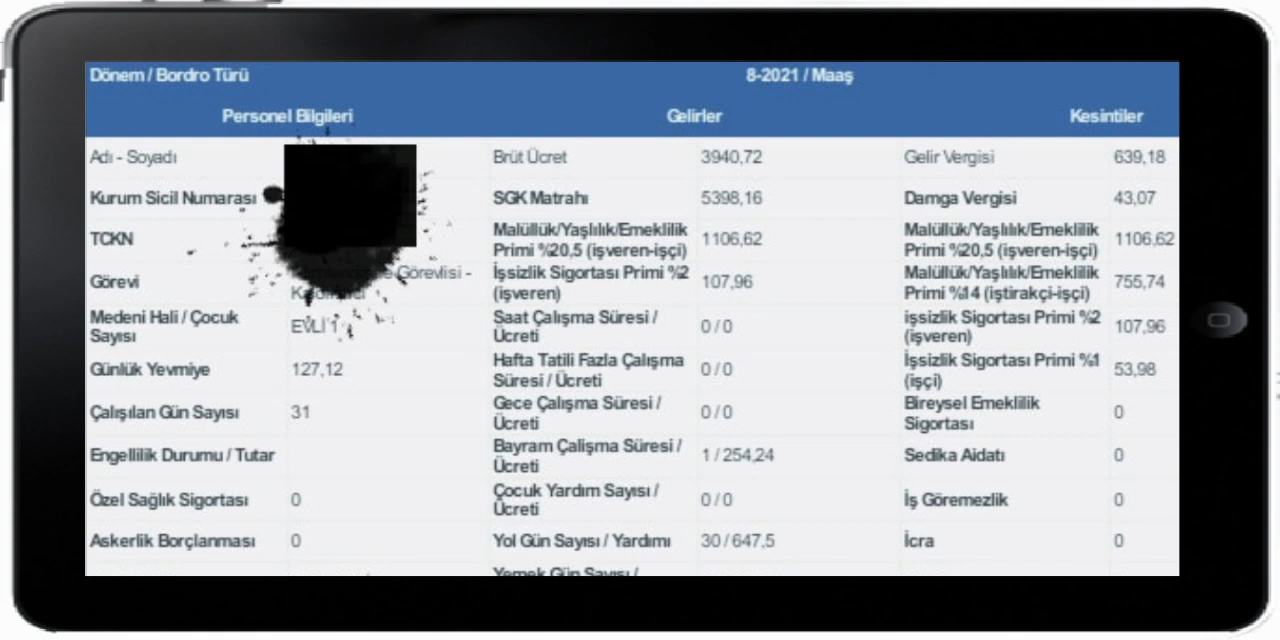 Dönem / Bordro Türü 8-2021 / Maaş
Personel Bilgileri Gelirler Kesintiler
Adı - Soyadı Brüt Ücret 3940,72 Gelir Vergisi 639,18
Kurum Sicil Numarası SGK Matrahı 5398,16 Damga Vergisi 43,07
TCKN Malüllük/Yaşlılık/Emeklilik Primi %20,5 (işveren-işçi) 1106,62 Malüllük/Yaşlılık/Emeklilik Primi %20,5 (işveren-işçi) 1106,62
Görevi Görevlisi - İşsizlik Sigortası Primi %2 (işveren) 107,96 Malüllük/Yaşlılık/Emeklilik Primi %14 (iştirakçi-işçi) 755,74
Medeni Hali / Çocuk Sayısı EVLİ 1 Saat Çalışma Süresi / Ücreti 0 / 0 işsizlik Sigortası Primi %2 (işveren) 107,96
Günlük Yevmiye 127,12 Hafta Tatili Fazla Çalışma Süresi / Ücreti 0 / 0 İşsizlik Sigortası Primi %1 (işçi) 53,98
Çalışılan Gün Sayısı 31 Gece Çalışma Süresi / Ücreti 0 / 0 Bireysel Emeklilik Sigortası 0
Engellilik Durumu / Tutar Bayram Çalışma Süresi / Ücreti 1 / 254,24 Sedika Aidatı 0
Özel Sağlık Sigortası 0 Çocuk Yardım Sayısı / Ücreti 0 / 0 İş Göremezlik 0
Askerlik Borçlanması 0 Yol Gün Sayısı / Yardımı 30 / 647,5 İcra 0
Yemek Gün Sayısı /